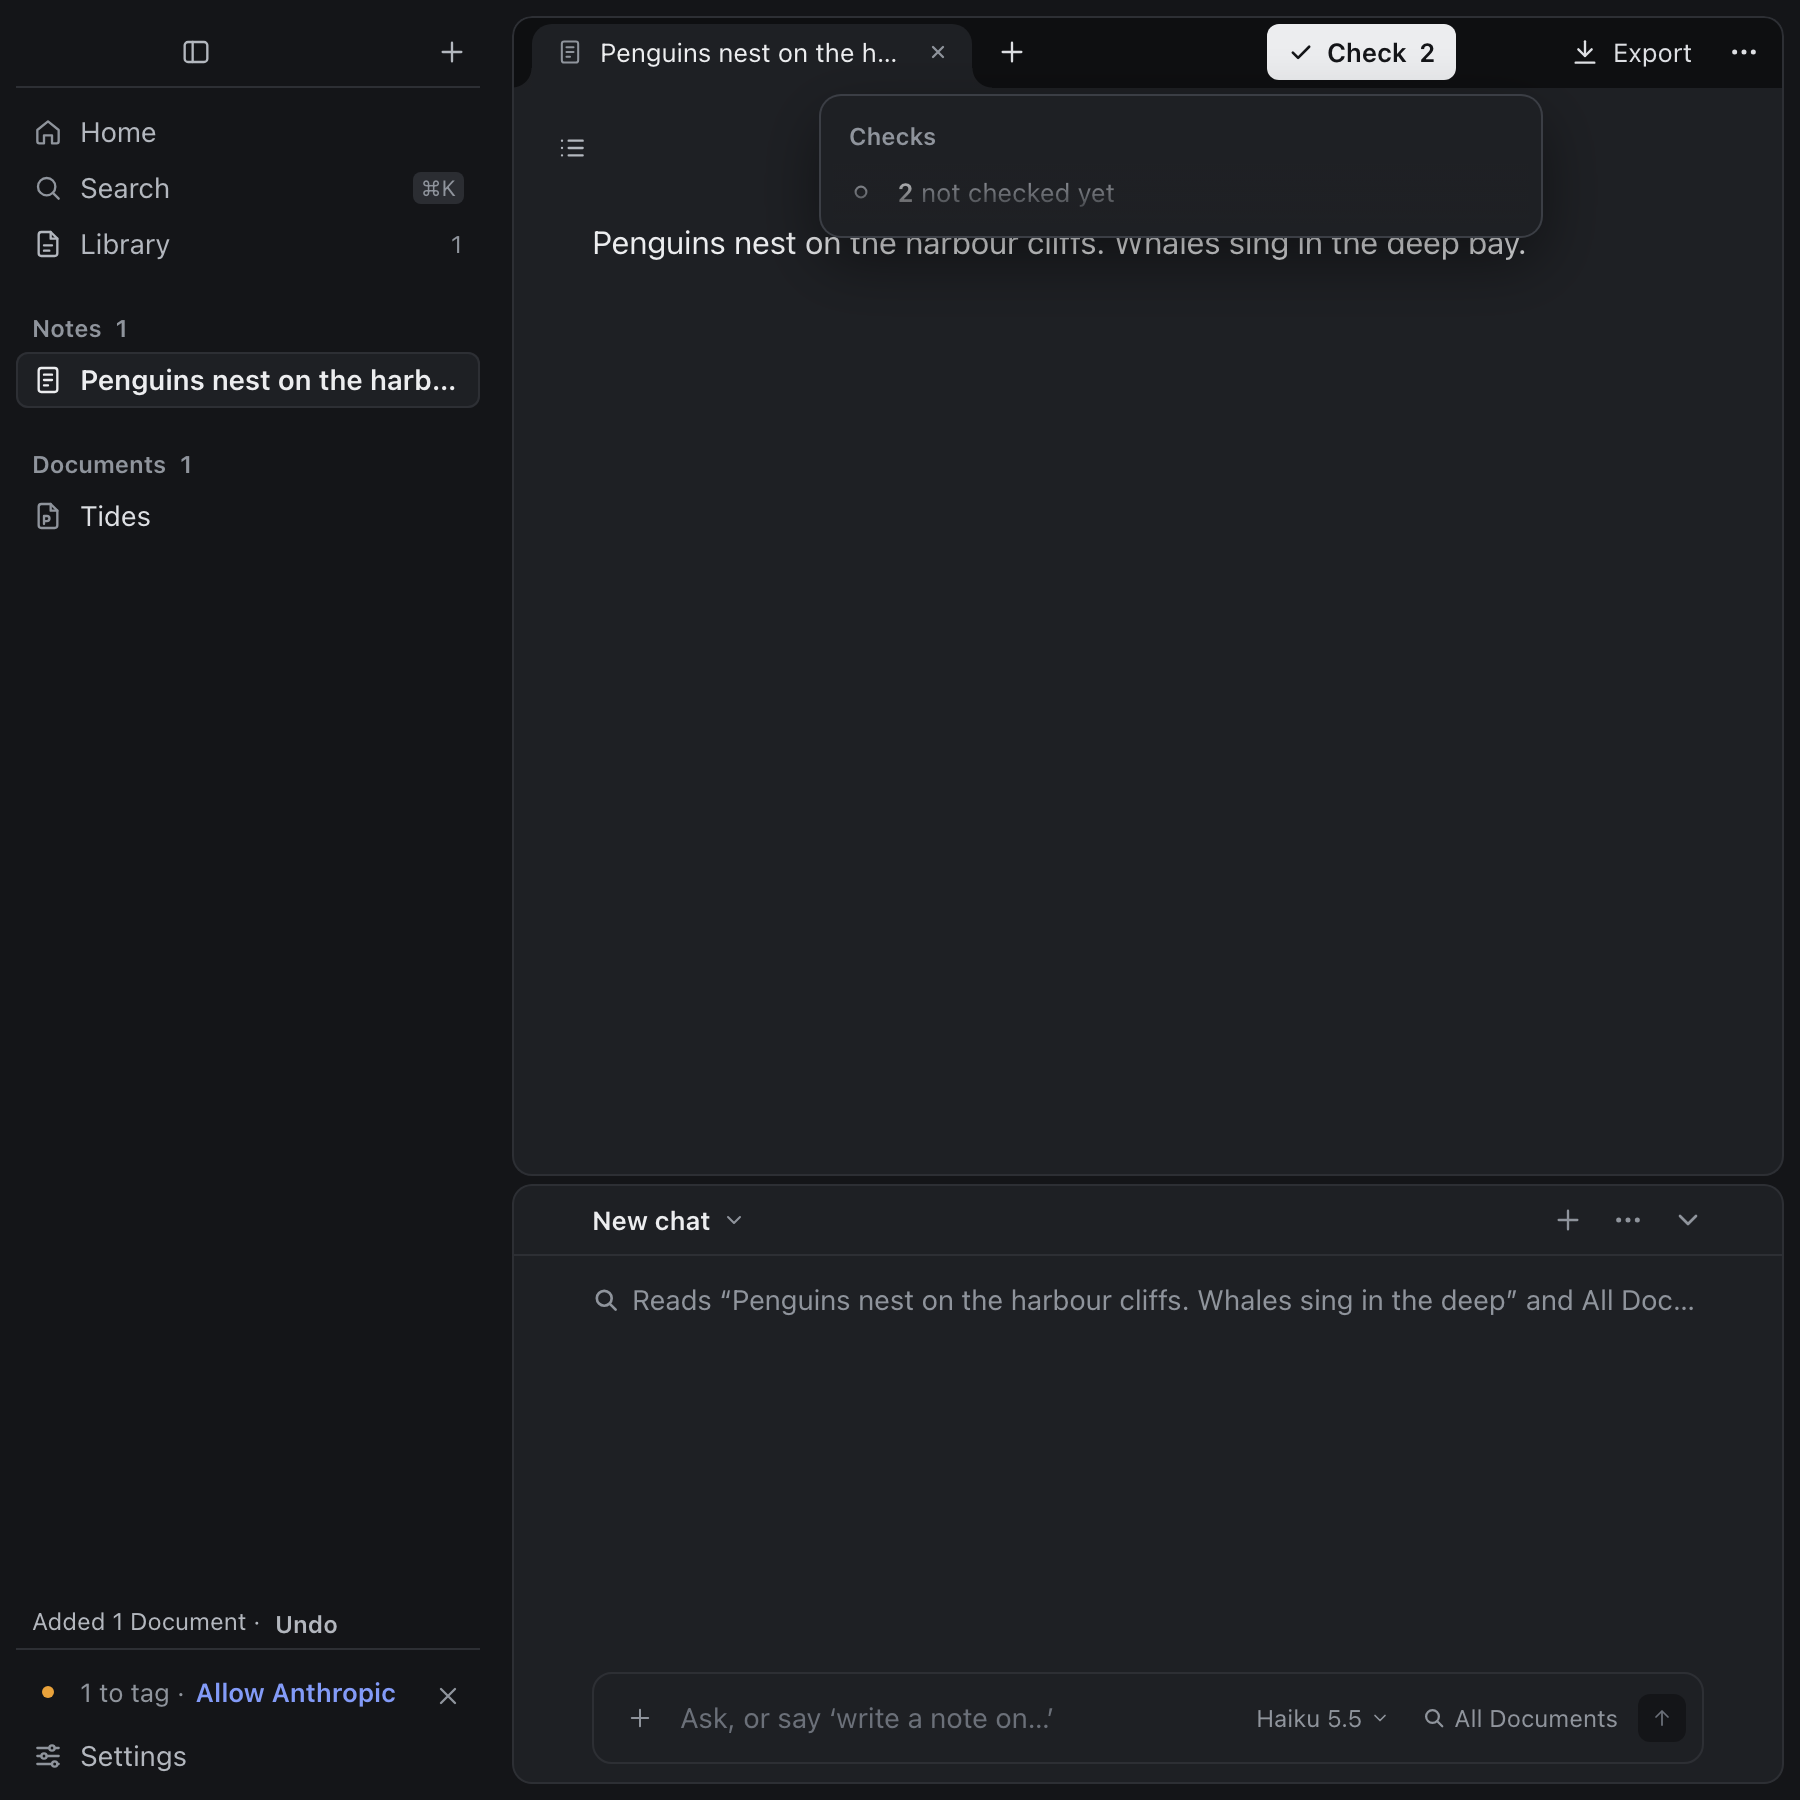 Home
Search ⌘K
Library 1
Notes 1
Penguins nest on the harb...
Documents 1
Tides
Added 1 Document · Undo
1 to tag · Allow Anthropic
Settings
Penguins nest on the h...
Check 2
Export
Checks
2 not checked yet
Penguins nest on the harbour cliffs. Whales sing in the deep bay.
New chat
Reads “Penguins nest on the harbour cliffs. Whales sing in the deep” and All Doc...
Ask, or say ‘write a note on...’
Haiku 5.5
All Documents